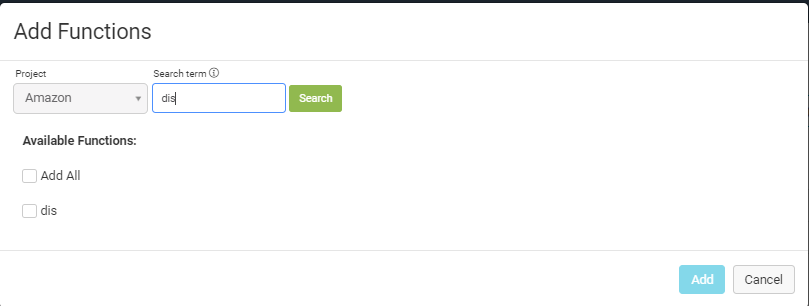 Add Functions
Project
Search term
Amazon
dis
Search
Available Functions:
Add All
dis
Add
Cancel